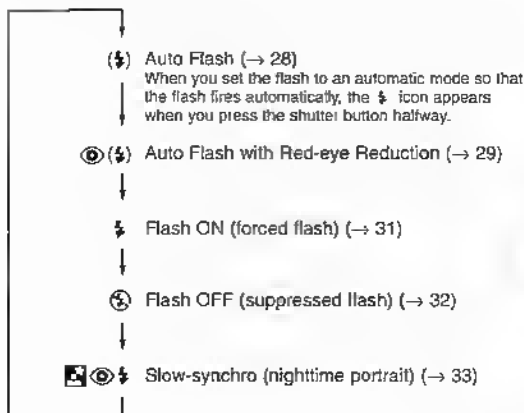 Auto Flash (→ 28)
When you set the flash to an automatic mode so that
the flash fires automatically, the icon appears
when you press the shutter button halfway.
Auto Flash with Red-eye Reduction (→ 29)
Flash ON (forced flash) (→ 31)
Flash OFF (suppressed flash) (→ 32)
Slow-synchro (nighttime portrait) (→ 33)